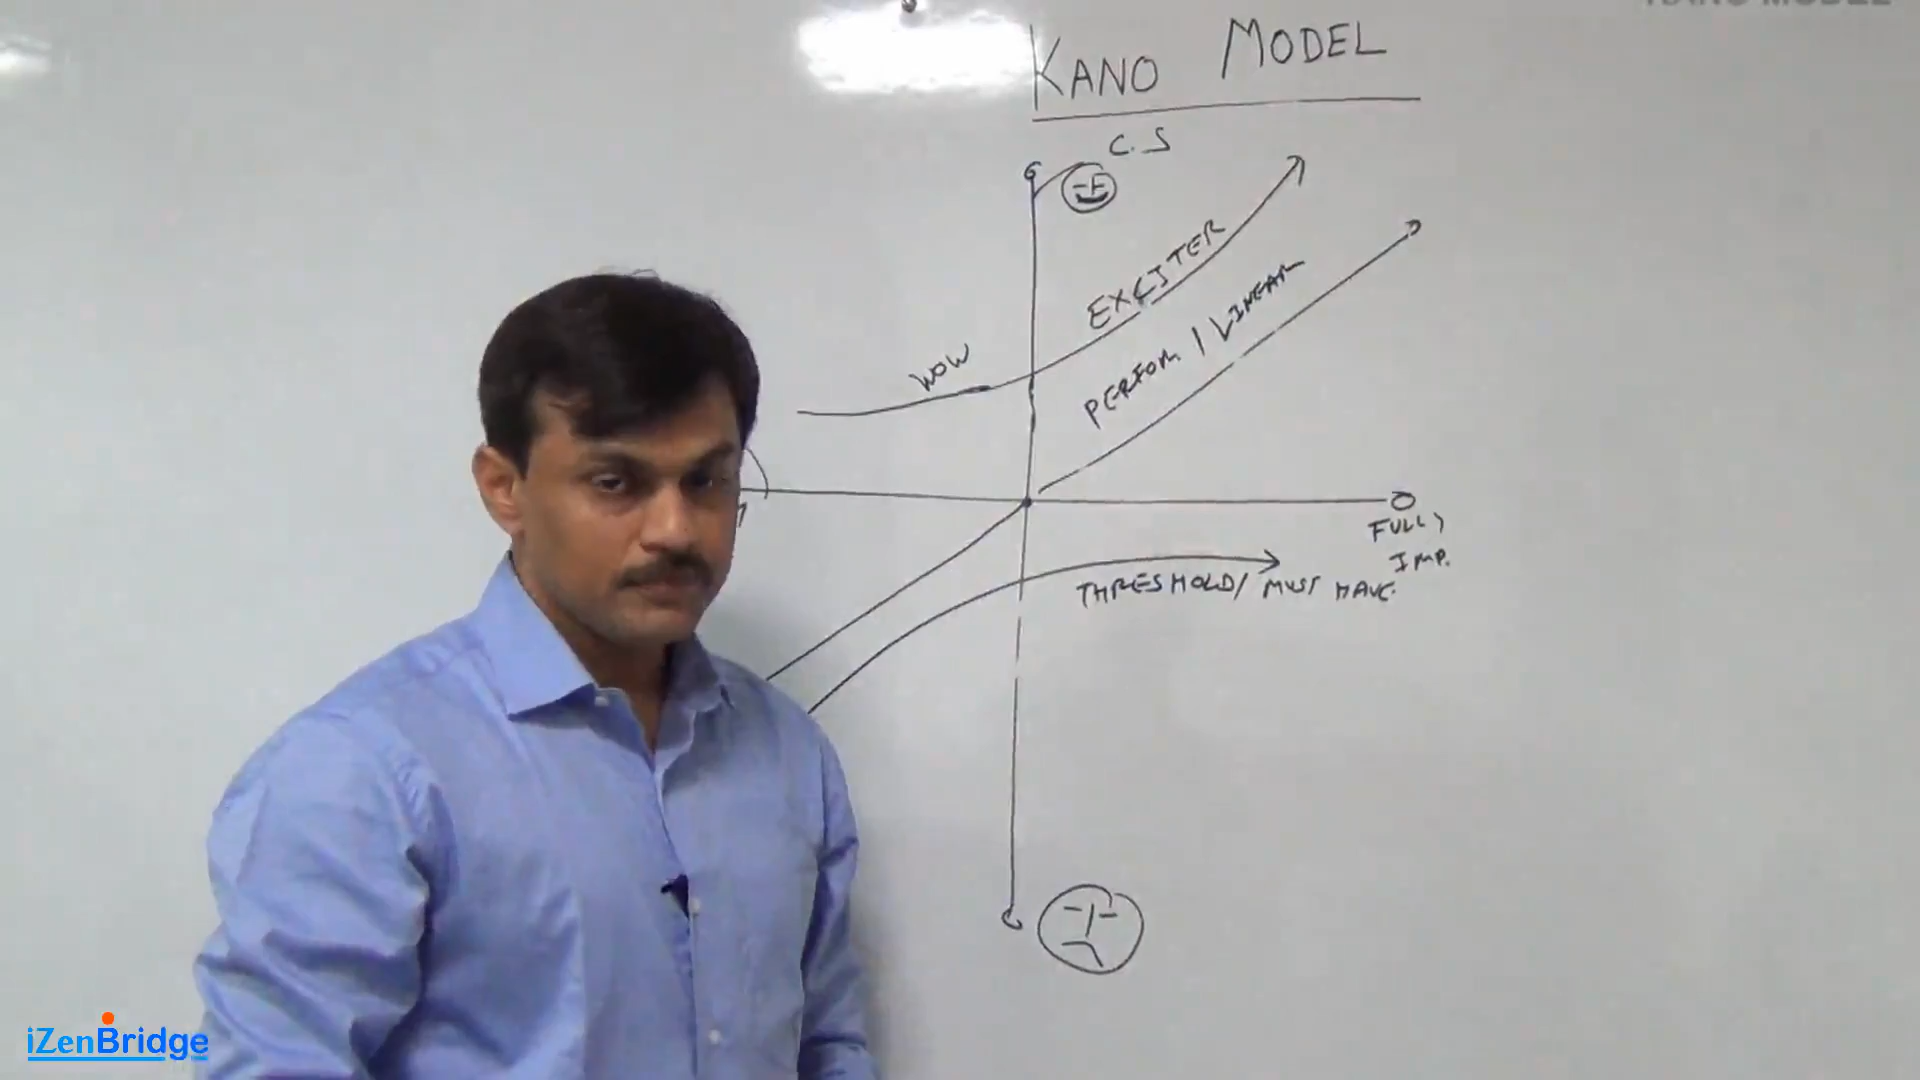 KANO MODEL
C.S
EXCITER
WOW
PERFOM. / LINEAR
FULLY
IMP.
THRESHOLD/ MUST HAVE.
iZenBridge